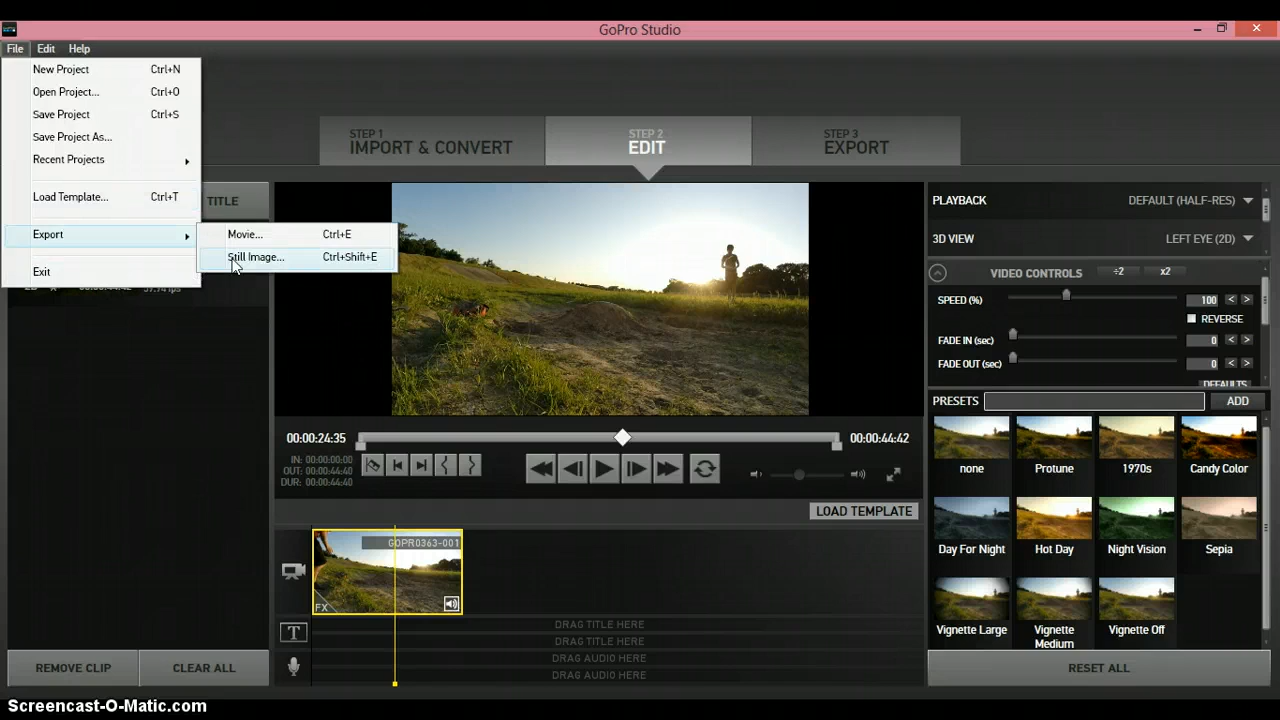 GoPro Studio
File Edit Help
New Project Ctrl+N
Open Project... Ctrl+O
Save Project Ctrl+S
Save Project As...
Recent Projects
Load Template... Ctrl+T
Export
Exit
Movie... Ctrl+E
Still Image... Ctrl+Shift+E
STEP 1
IMPORT & CONVERT
STEP 2
EDIT
STEP 3
EXPORT
TITLE
PLAYBACK DEFAULT (HALF-RES)
3D VIEW LEFT EYE (2D)
VIDEO CONTROLS ÷2 x2
SPEED (%) 100
REVERSE
FADE IN (sec) 0
FADE OUT (sec) 0
DEFAULTS
PRESETS ADD
none Protune 1970s Candy Color
Day For Night Hot Day Night Vision Sepia
Vignette Large Vignette Medium Vignette Off
RESET ALL
00:00:24:35 00:00:44:42
IN: 00:00:00:00
OUT: 00:00:44:40
DUR: 00:00:44:40
LOAD TEMPLATE
GOPR0363-001
FX
T
DRAG TITLE HERE
DRAG TITLE HERE
DRAG AUDIO HERE
DRAG AUDIO HERE
REMOVE CLIP CLEAR ALL
Screencast-O-Matic.com